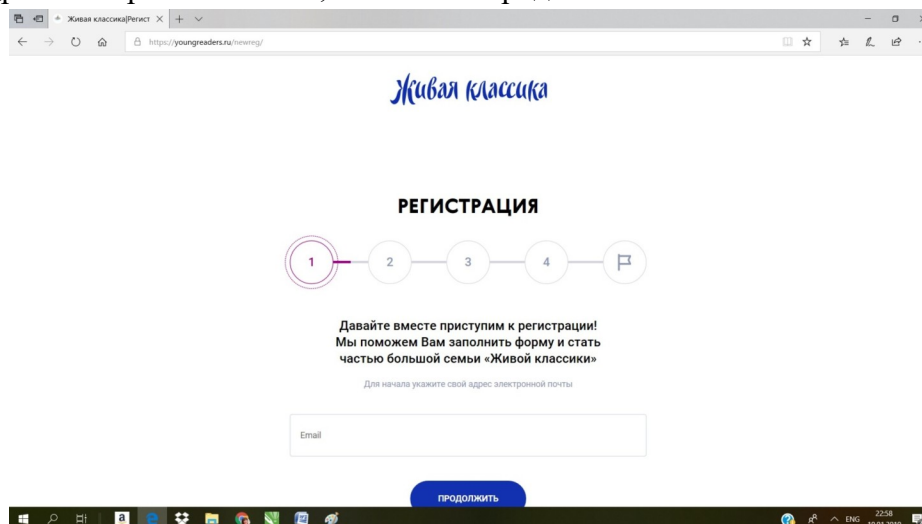 Живая классика|Регист
https://youngreaders.ru/newreg/
Живая классика
РЕГИСТРАЦИЯ
1 2 3 4
Давайте вместе приступим к регистрации!
Мы поможем Вам заполнить форму и стать
частью большой семьи «Живой классики»
Для начала укажите свой адрес электронной почты
Email
ПРОДОЛЖИТЬ
ENG
22:58